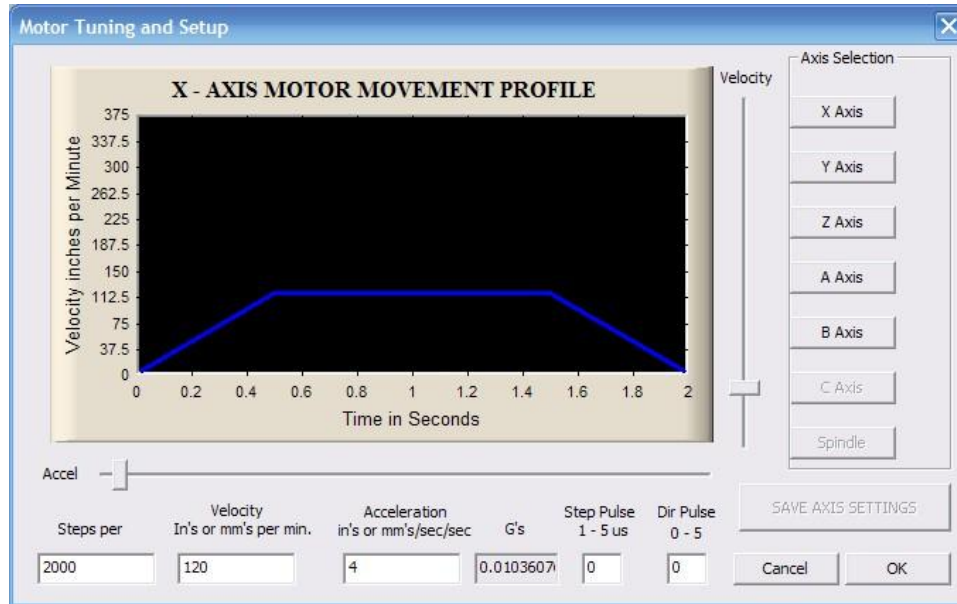 Motor Tuning and Setup
X - AXIS MOTOR MOVEMENT PROFILE
Velocity inches per Minute
375
337.5
300
262.5
225
187.5
150
112.5
75
37.5
0
0 0.2 0.4 0.6 0.8 1 1.2 1.4 1.6 1.8 2
Time in Seconds
Velocity
Axis Selection
X Axis
Y Axis
Z Axis
A Axis
B Axis
C Axis
Spindle
Accel
Steps per
Velocity
In's or mm's per min.
Acceleration
in's or mm's/sec/sec
G's
Step Pulse
1 - 5 us
Dir Pulse
0 - 5
SAVE AXIS SETTINGS
2000
120
4
0.0103607
0
0
Cancel
OK